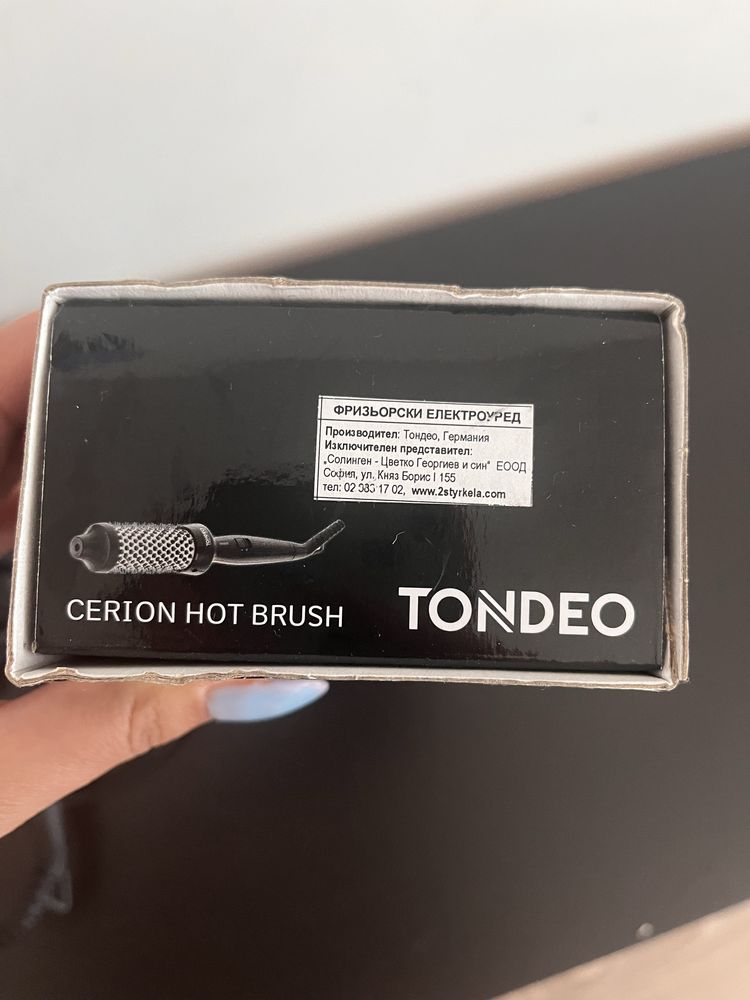 ФРИЗЬОРСКИ ЕЛЕКТРОУРЕД
Производител: Тондео, Германия
Изключителен представител:
„Солинген - Цветко Георгиев и син" ЕООД
София, ул. Княз Борис I 155
тел: 02 983 17 02, www.2styrkela.com
CERION HOT BRUSH
TONDEO